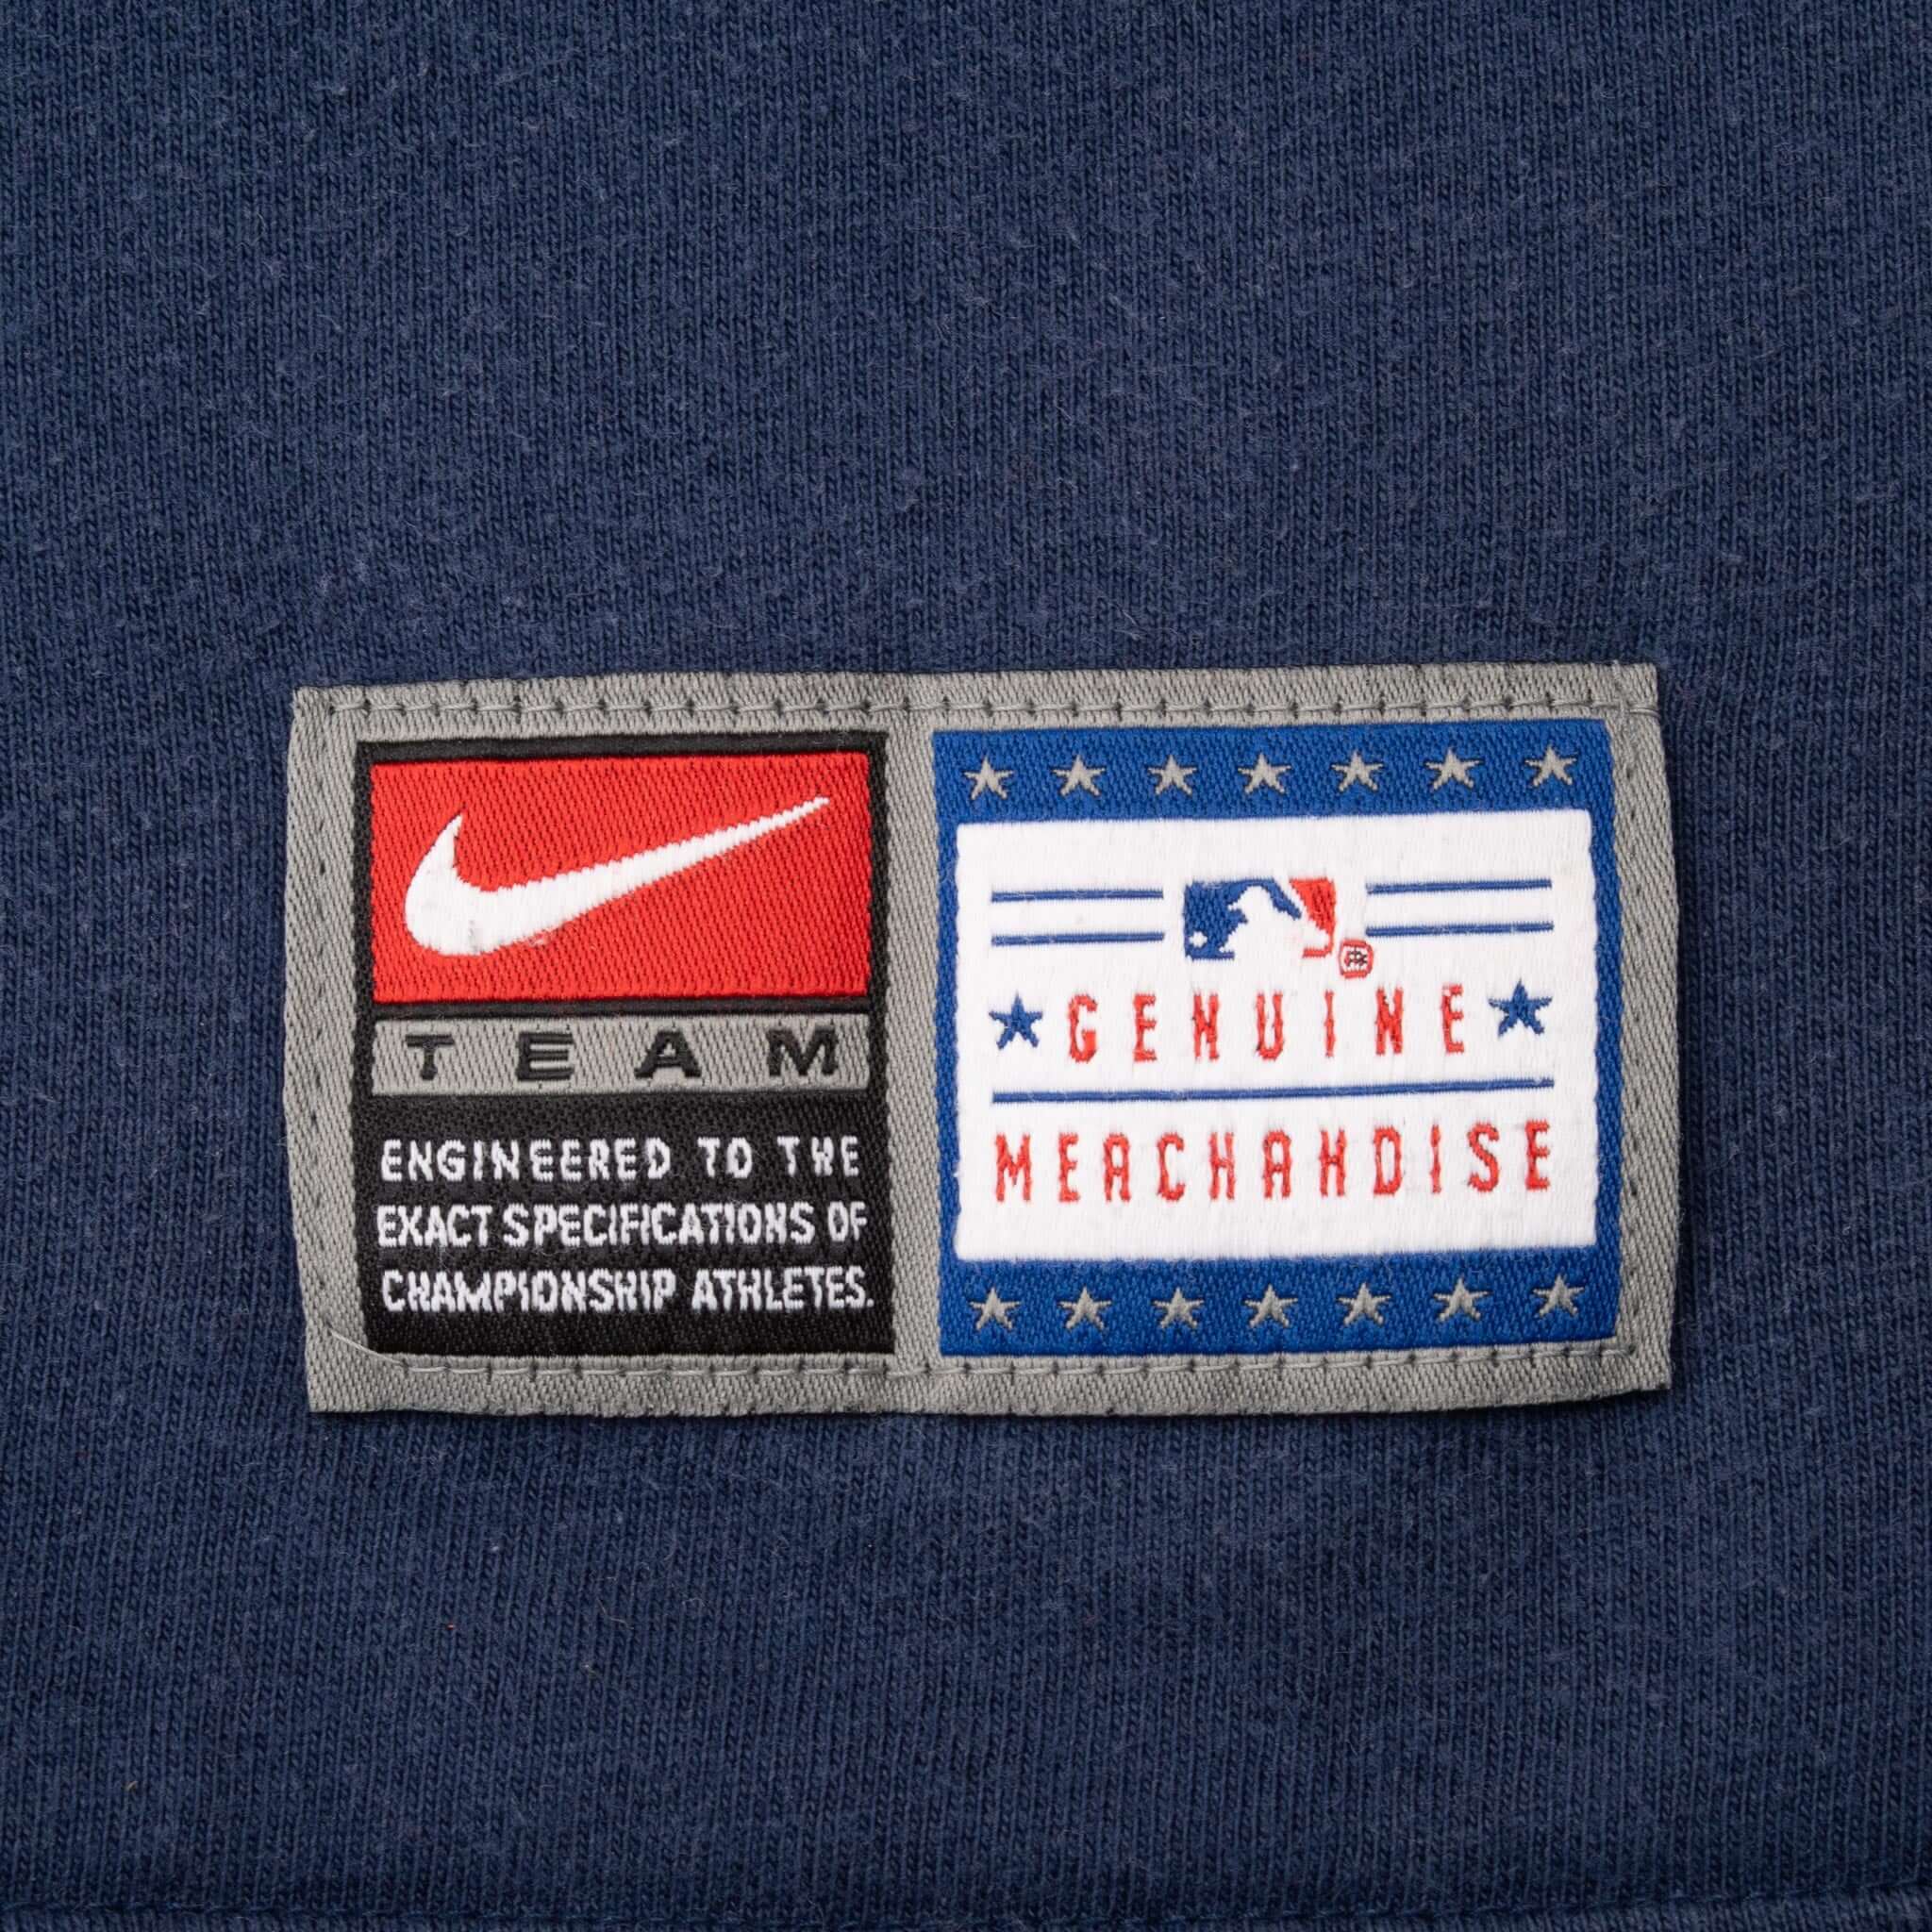 TEAM
ENGINEERED TO THE
EXACT SPECIFICATIONS OF
CHAMPIONSHIP ATHLETES.
®
GENUINE
MERCHANDISE